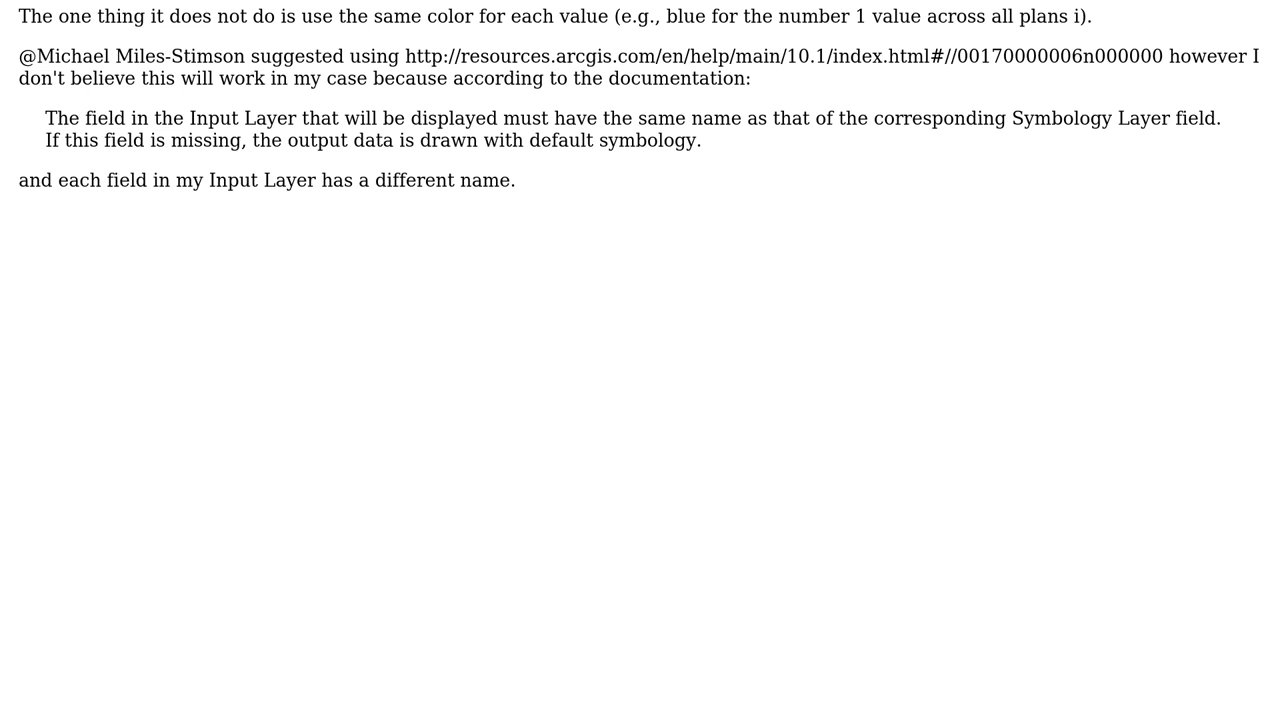 The one thing it does not do is use the same color for each value (e.g., blue for the number 1 value across all plans i).
@Michael Miles-Stimson suggested using http://resources.arcgis.com/en/help/main/10.1/index.html#//00170000006n000000 however I
don't believe this will work in my case because according to the documentation:
The field in the Input Layer that will be displayed must have the same name as that of the corresponding Symbology Layer field.
If this field is missing, the output data is drawn with default symbology.
and each field in my Input Layer has a different name.